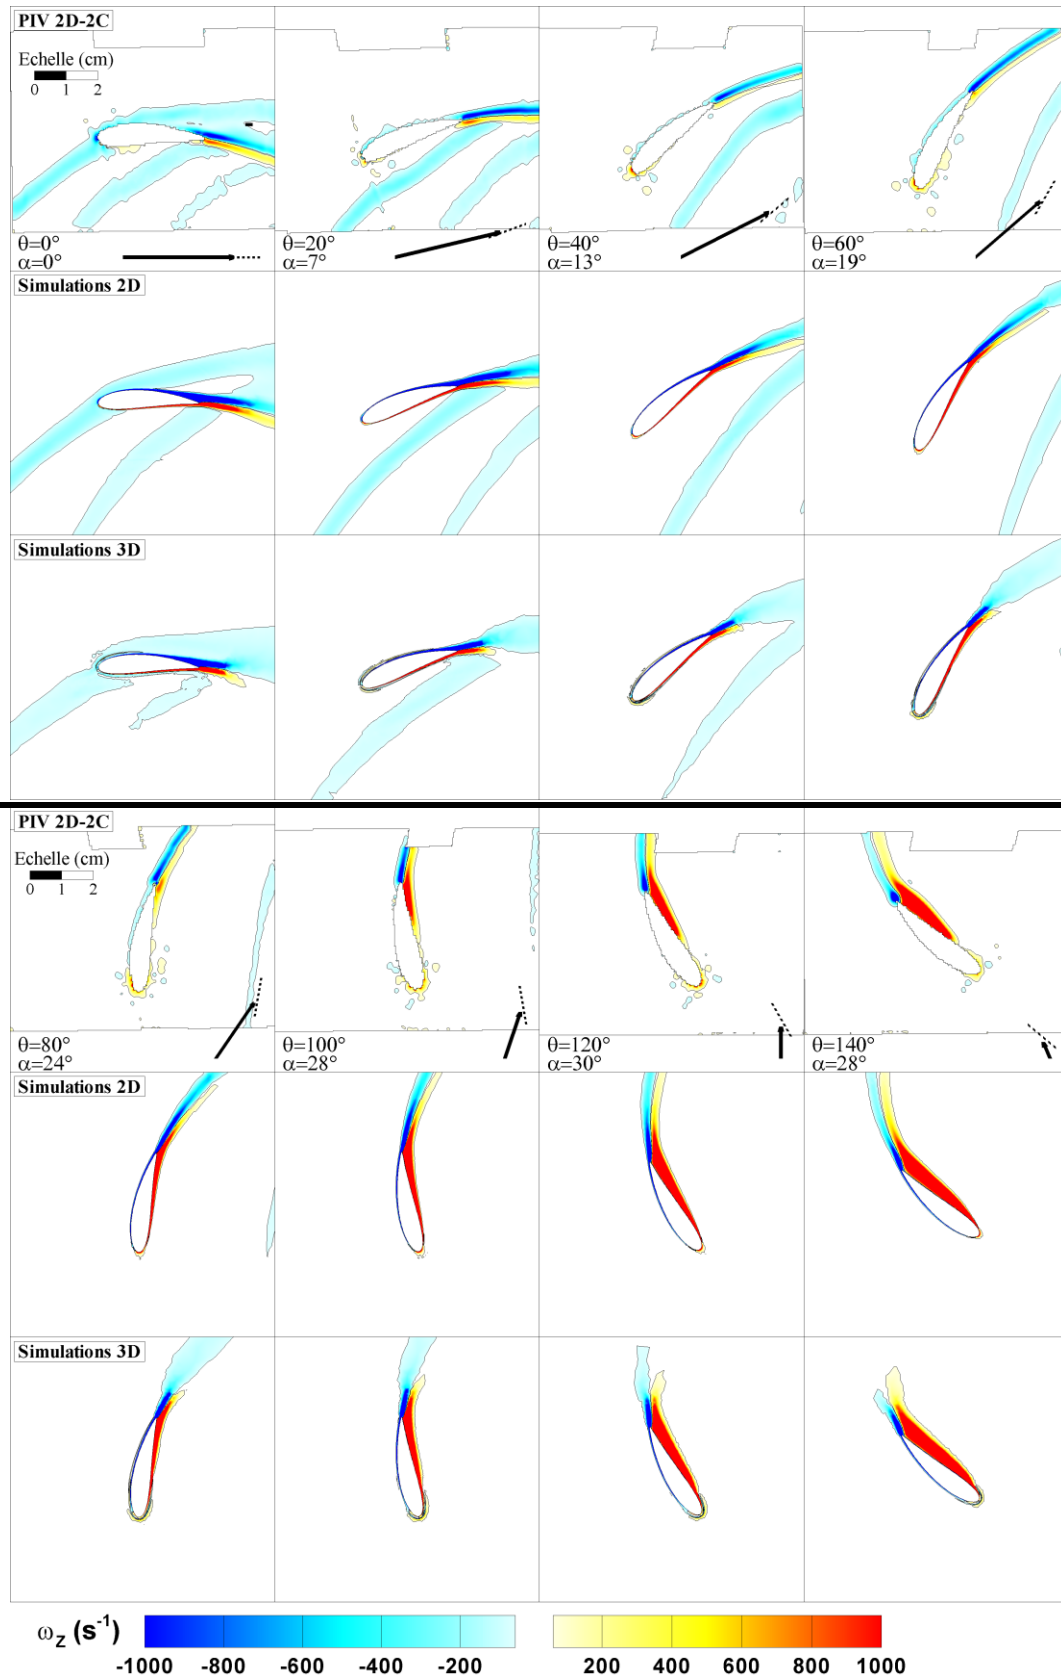 PIV 2D-2C
Echelle (cm)
0 1 2
θ=0°
α=0°
θ=20°
α=7°
θ=40°
α=13°
θ=60°
α=19°
Simulations 2D
Simulations 3D
PIV 2D-2C
Echelle (cm)
0 1 2
θ=80°
α=24°
θ=100°
α=28°
θ=120°
α=30°
θ=140°
α=28°
Simulations 2D
Simulations 3D
ωz (s⁻¹)
-1000 -800 -600 -400 -200 200 400 600 800 1000